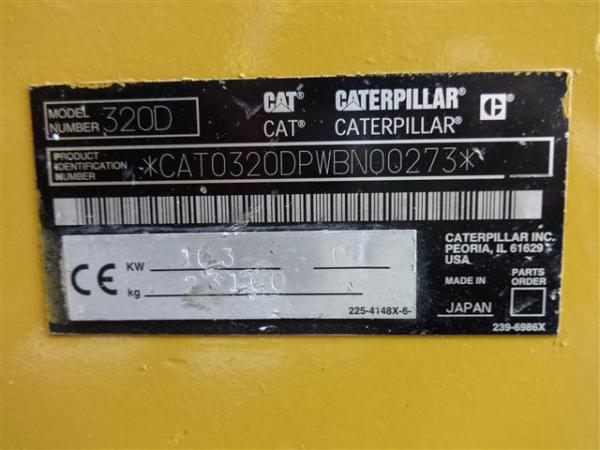 MODEL NUMBER 320D
CAT® CATERPILLAR® C®
CAT® CATERPILLAR®
PRODUCT IDENTIFICATION NUMBER *CAT0320DPWBN00273*
CATERPILLAR INC.
PEORIA, IL 61629
USA.
CE KW 103 0
kg
225-4148X-6-
MADE IN JAPAN
PARTS ORDER
239-6986X